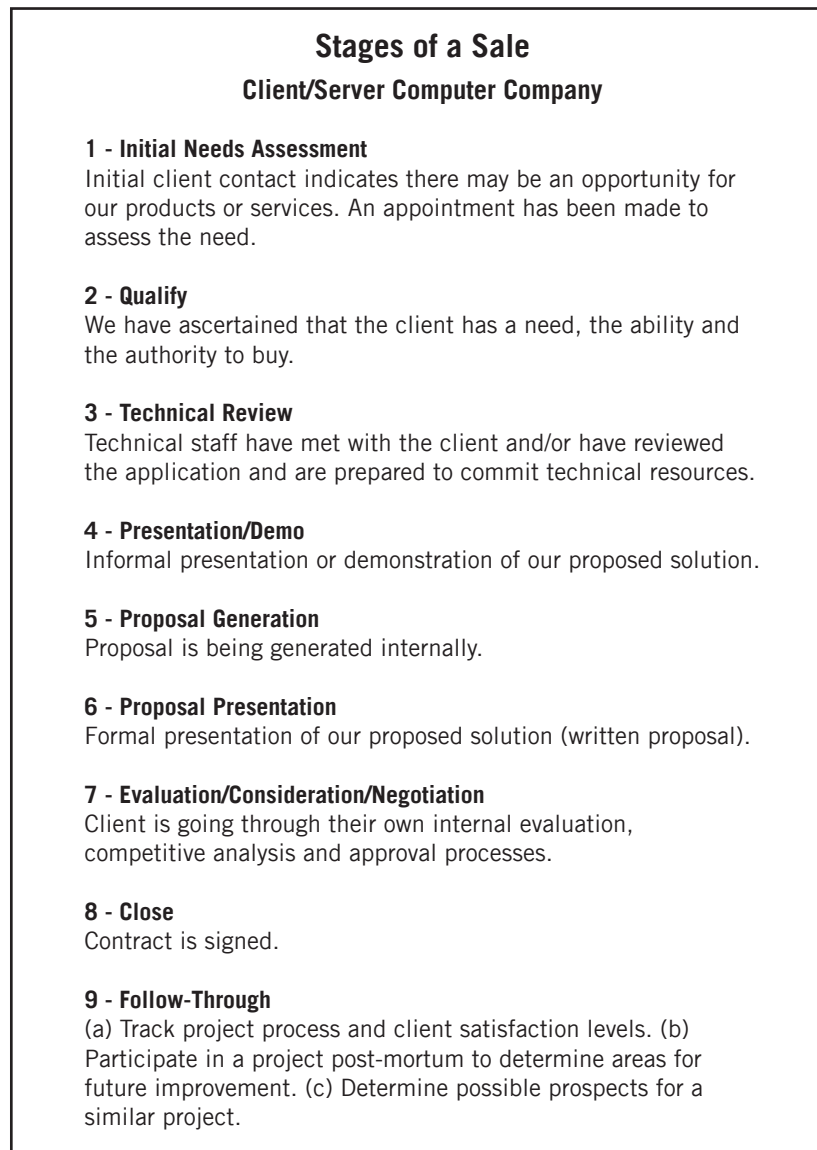 Stages of a Sale
Client/Server Computer Company
1 - Initial Needs Assessment
Initial client contact indicates there may be an opportunity for
our products or services. An appointment has been made to
assess the need.
2 - Qualify
We have ascertained that the client has a need, the ability and
the authority to buy.
3 - Technical Review
Technical staff have met with the client and/or have reviewed
the application and are prepared to commit technical resources.
4 - Presentation/Demo
Informal presentation or demonstration of our proposed solution.
5 - Proposal Generation
Proposal is being generated internally.
6 - Proposal Presentation
Formal presentation of our proposed solution (written proposal).
7 - Evaluation/Consideration/Negotiation
Client is going through their own internal evaluation,
competitive analysis and approval processes.
8 - Close
Contract is signed.
9 - Follow-Through
(a) Track project process and client satisfaction levels. (b)
Participate in a project post-mortum to determine areas for
future improvement. (c) Determine possible prospects for a
similar project.